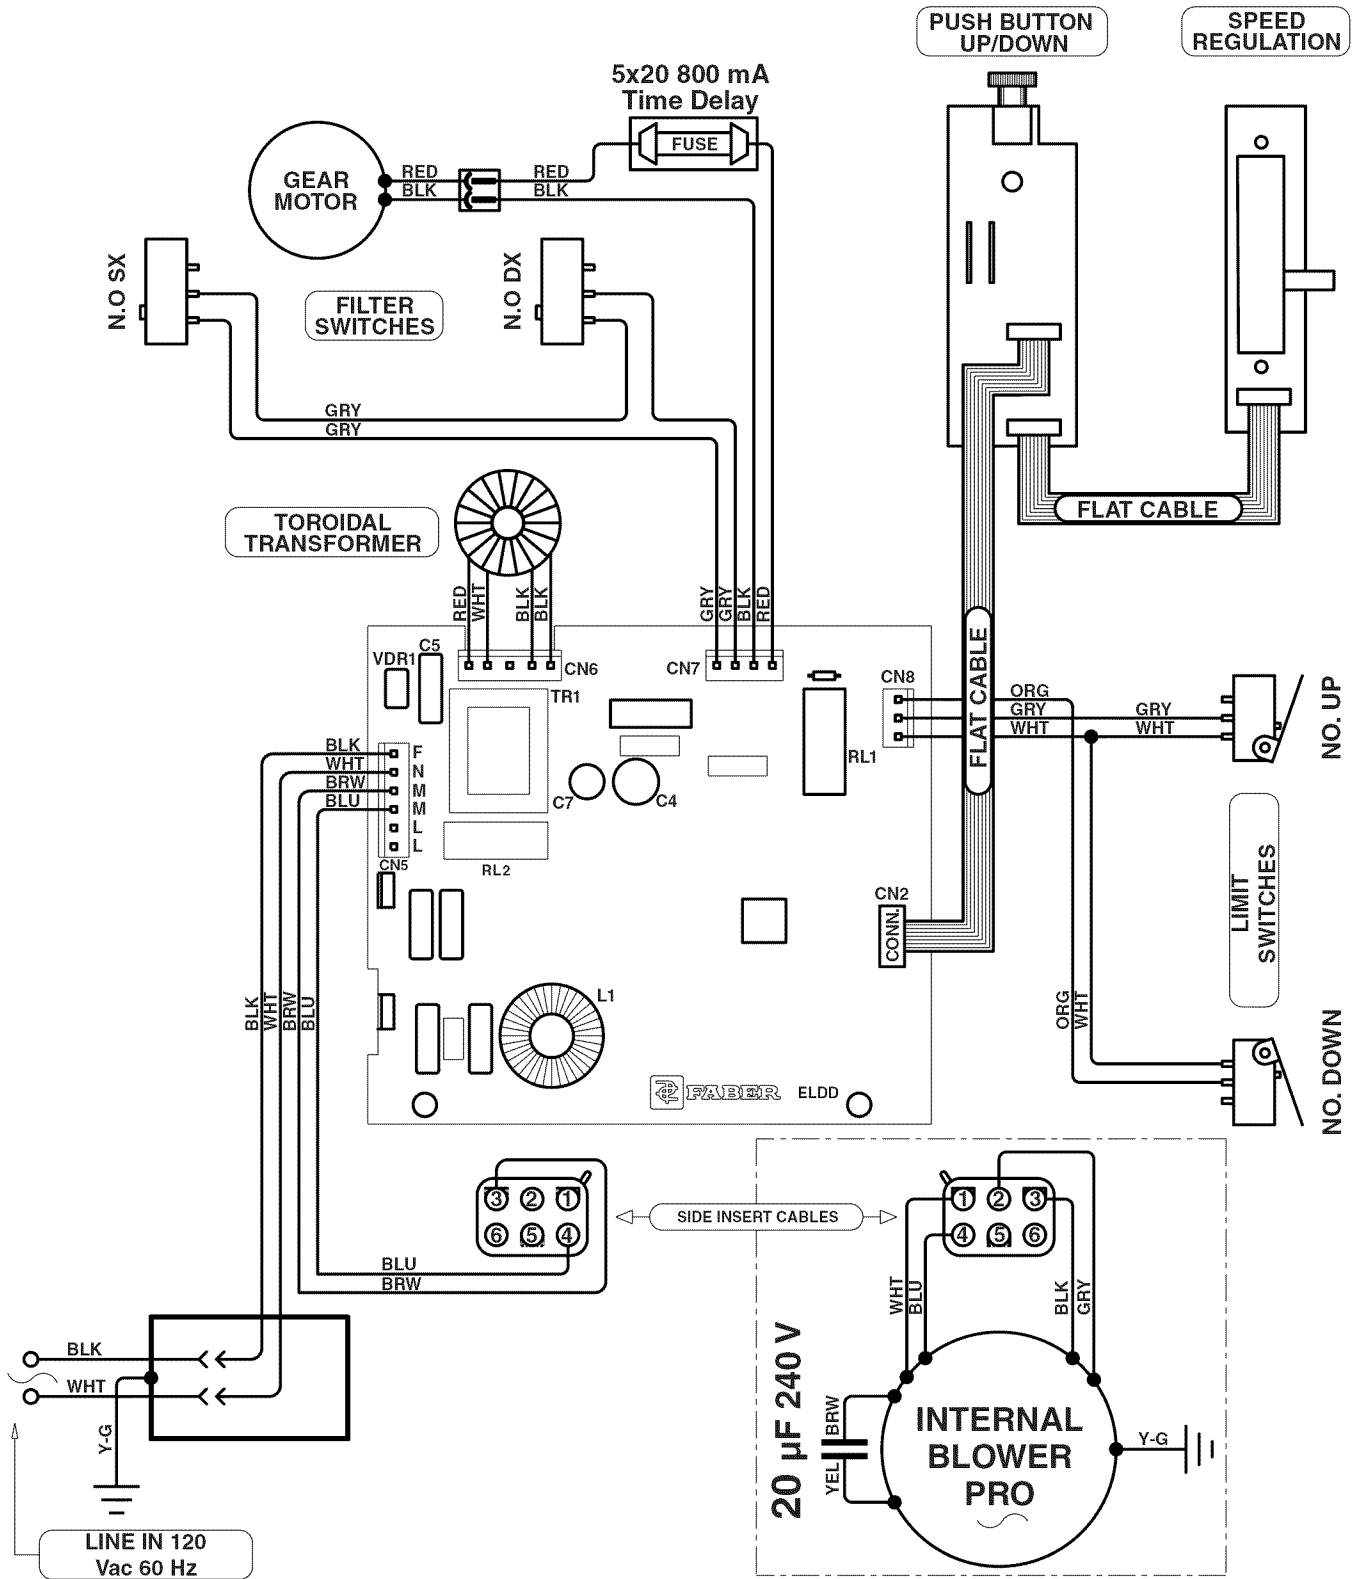 PUSH BUTTON
UP/DOWN
SPEED
REGULATION
5x20 800 mA
Time Delay
FUSE
GEAR
MOTOR
RED
BLK
RED
BLK
N.O SX
FILTER
SWITCHES
N.O DX
GRY
GRY
FLAT CABLE
TOROIDAL
TRANSFORMER
RED
WHT
BLK
BLK
GRY
GRY
BLK
RED
FLAT CABLE
VDR1
C5
CN6
CN7
CN8
TR1
RL1
ORG
GRY
WHT
GRY
WHT
NO. UP
BLK
WHT
BRW
BLU
F
N
M
M
L
L
CN5
C7
C4
RL2
CN2
CONN.
LIMIT
SWITCHES
BLK
WHT
BRW
BLU
L1
ORG
WHT
NO. DOWN
FABER
ELDD
3
2
1
6
5
4
SIDE INSERT CABLES
1
2
3
4
5
6
BLU
BRW
WHT
BLU
BLK
GRY
BLK
WHT
Y-G
20 µF 240 V
BRW
YEL
INTERNAL
BLOWER
PRO
Y-G
LINE IN 120
Vac 60 Hz